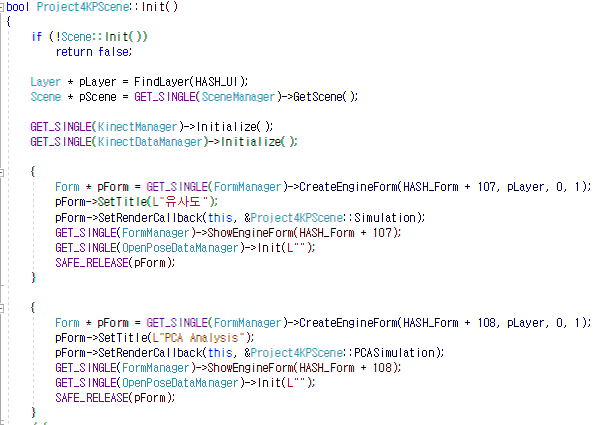 bool Project4KPScene::Init()
{
if (!Scene::Init())
return false;
Layer * pLayer = FindLayer(HASH_UI);
Scene * pScene = GET_SINGLE(SceneManager)->GetScene();
GET_SINGLE(KinectManager)->Initialize();
GET_SINGLE(KinectDataManager)->Initialize();
{
Form * pForm = GET_SINGLE(FormManager)->CreateEngineForm(HASH_Form + 107, pLayer, 0, 1);
pForm->SetTitle(L"유사도");
pForm->SetRenderCallback(this, &Project4KPScene::Simulation);
GET_SINGLE(FormManager)->ShowEngineForm(HASH_Form + 107);
GET_SINGLE(OpenPoseDataManager)->Init(L"");
SAFE_RELEASE(pForm);
}
{
Form * pForm = GET_SINGLE(FormManager)->CreateEngineForm(HASH_Form + 108, pLayer, 0, 1);
pForm->SetTitle(L"PCA Analysis");
pForm->SetRenderCallback(this, &Project4KPScene::PCASimulation);
GET_SINGLE(FormManager)->ShowEngineForm(HASH_Form + 108);
GET_SINGLE(OpenPoseDataManager)->Init(L"");
SAFE_RELEASE(pForm);
}